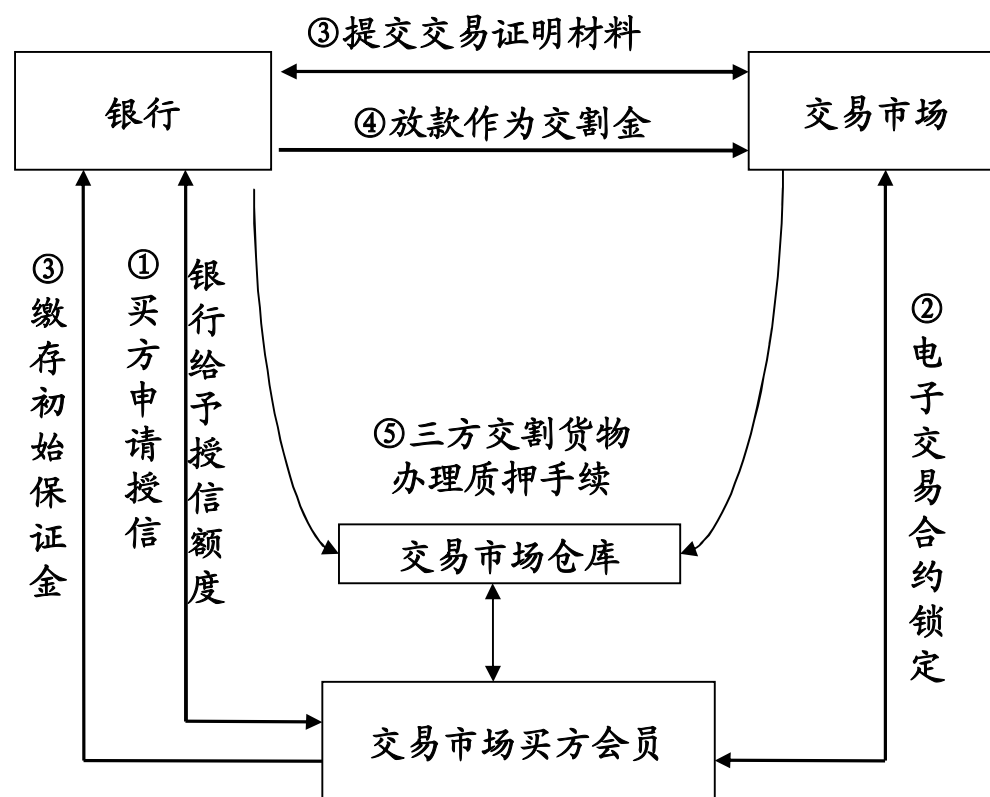 ③提交交易证明材料
银行
交易市场
④放款作为交割金
③缴存初始保证金
①买方申请授信
银行给予授信额度
②电子交易合约锁定
⑤三方交割货物
办理质押手续
交易市场仓库
交易市场买方会员